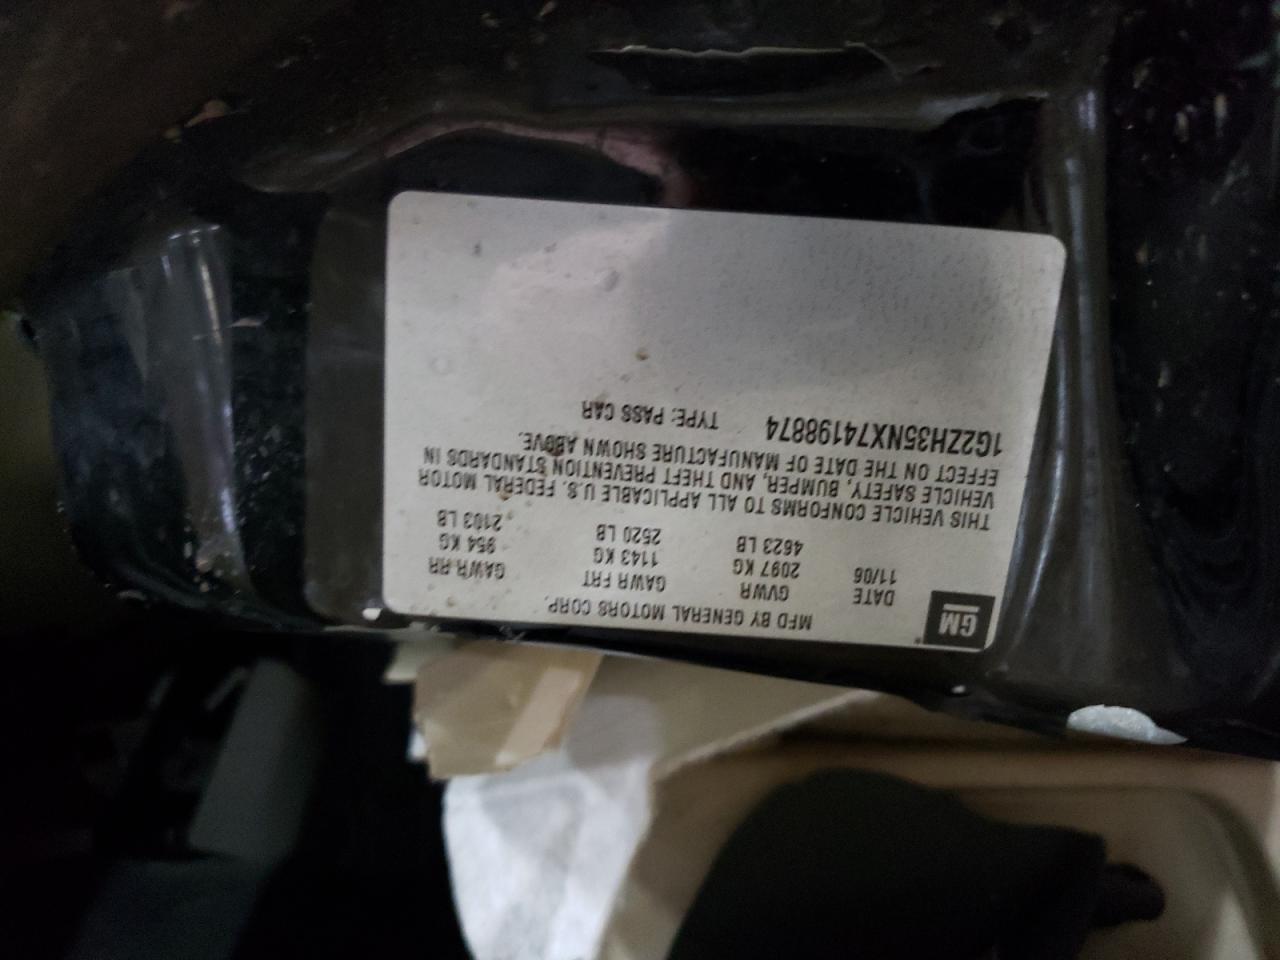 GM
MFD BY GENERAL MOTORS CORP.
DATE GVWR GAWR FRT GAWR RR
11/06 2097 KG 1143 KG 954 KG
4623 LB 2520 LB 2103 LB
THIS VEHICLE CONFORMS TO ALL APPLICABLE U.S. FEDERAL MOTOR
VEHICLE SAFETY, BUMPER, AND THEFT PREVENTION STANDARDS IN
EFFECT ON THE DATE OF MANUFACTURE SHOWN ABOVE.
1G2ZH35NX74198874 TYPE: PASS CAR